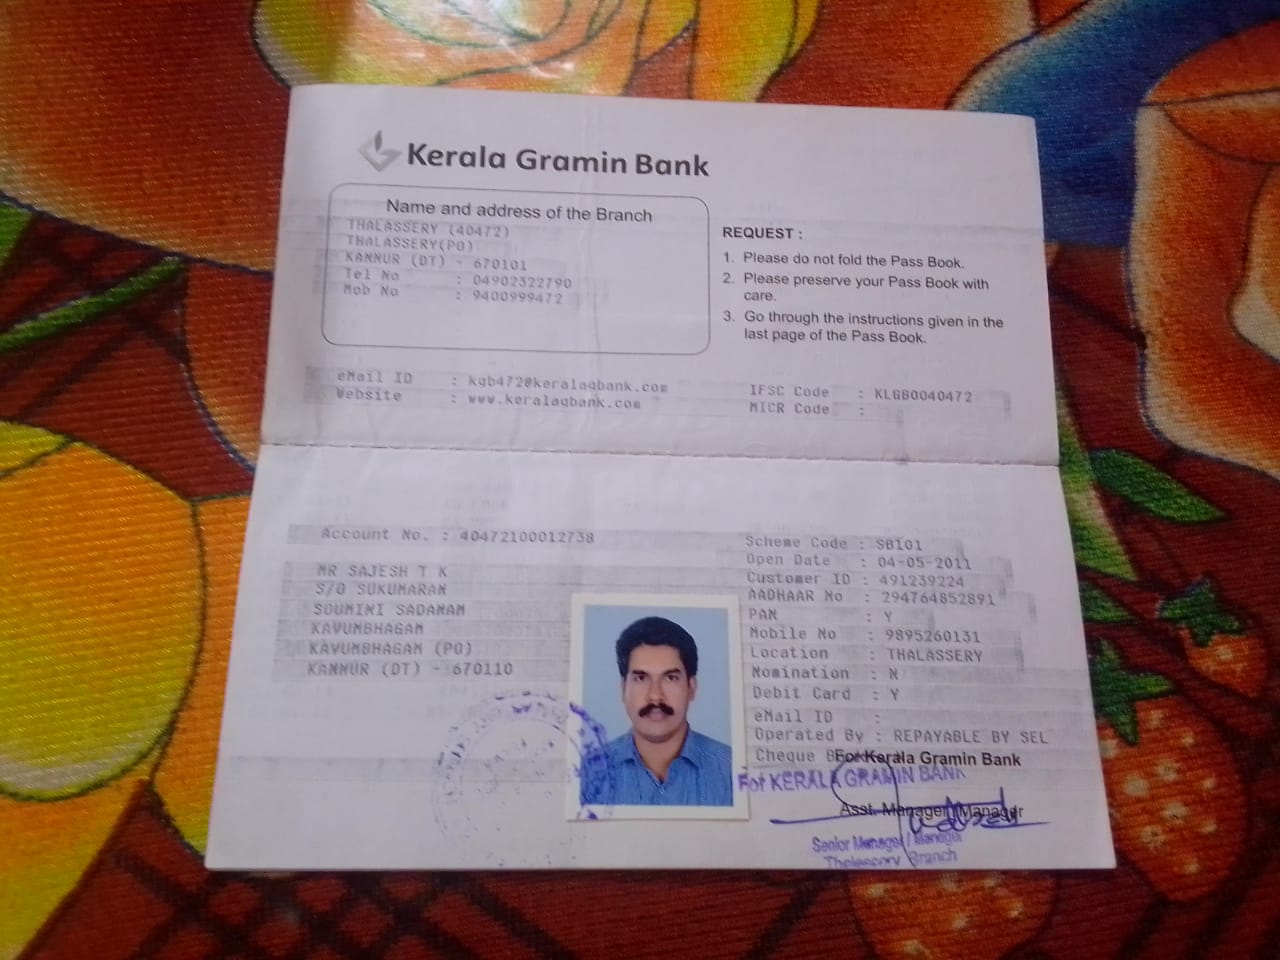 Kerala Gramin Bank
Name and address of the Branch
THALASSERY (40472)
THALASSERY(PO)
KANNUR (DT) - 670101
Tel No : 04902322790
Mob No : 9400999472
REQUEST :
1. Please do not fold the Pass Book.
2. Please preserve your Pass Book with
care.
3. Go through the instructions given in the
last page of the Pass Book.
eMail ID : kgb472@keralagbank.com
Website : www.keralagbank.com
IFSC Code : KLGB0040472
MICR Code :
Account No. : 40472100012738
MR SAJESH T K
S/O SUKUMARAN
SOUMINI SADANAM
KAVUMBHAGAM
KAVUMBHAGAM (PO)
KANNUR (DT) - 670110
Scheme Code : SB101
Open Date : 04-05-2011
Customer ID : 491239224
AADHAAR No : 294764852891
PAN : Y
Mobile No : 9895260131
Location : THALASSERY
Nomination : N
Debit Card : Y
eMail ID :
Operated By : REPAYABLE BY SEL
Cheque
For Kerala Gramin Bank
For KERALA GRAMIN BANK
Asst. Manager / Manager
Senior Manager / Manager
Thalassery Branch